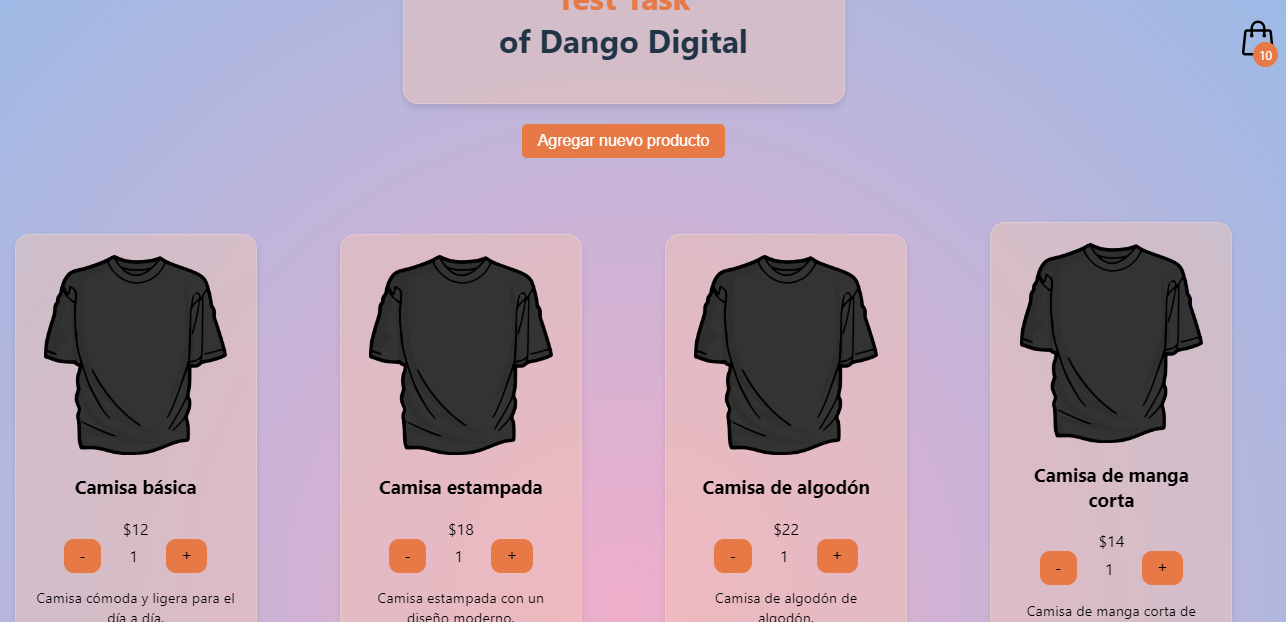 Test Task
of Dango Digital
10
Agregar nuevo producto
Camisa básica
$12
- 1 +
Camisa cómoda y ligera para el
día a día.
Camisa estampada
$18
- 1 +
Camisa estampada con un
diseño moderno.
Camisa de algodón
$22
- 1 +
Camisa de algodón de
algodón.
Camisa de manga
corta
$14
- 1 +
Camisa de manga corta de